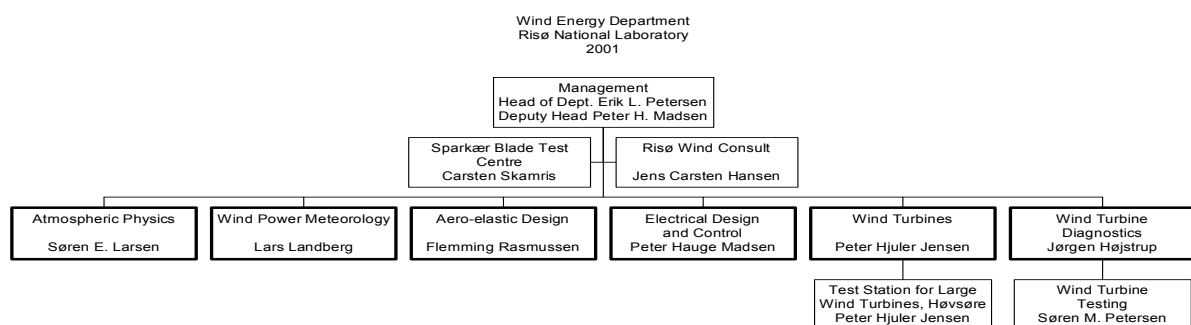 Wind Energy Department
Risø National Laboratory
2001
Management
Head of Dept. Erik L. Petersen
Deputy Head Peter H. Madsen
Sparkær Blade Test
Centre
Carsten Skamris
Risø Wind Consult
Jens Carsten Hansen
Atmospheric Physics
Søren E. Larsen
Wind Power Meteorology
Lars Landberg
Aero-elastic Design
Flemming Rasmussen
Electrical Design
and Control
Peter Hauge Madsen
Wind Turbines
Peter Hjuler Jensen
Wind Turbine
Diagnostics
Jørgen Højstrup
Test Station for Large
Wind Turbines, Høvsøre
Peter Hjuler Jensen
Wind Turbine
Testing
Søren M. Petersen